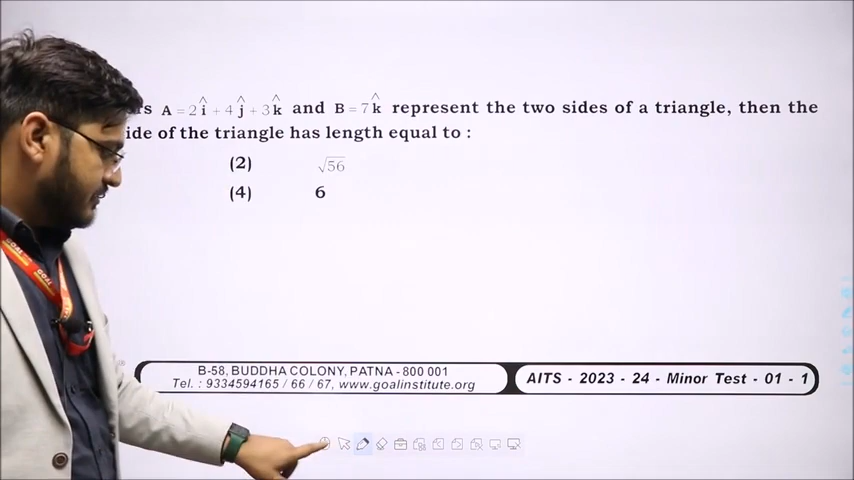 A = 2î + 4ĵ + 3k̂ and B = 7k̂ represent the two sides of a triangle, then the
of the triangle has length equal to :
(2) √56
(4) 6
B-58, BUDDHA COLONY, PATNA - 800 001
Tel. : 9334594165 / 66 / 67, www.goalinstitute.org
AITS - 2023 - 24 - Minor Test - 01 - 1
GOAL